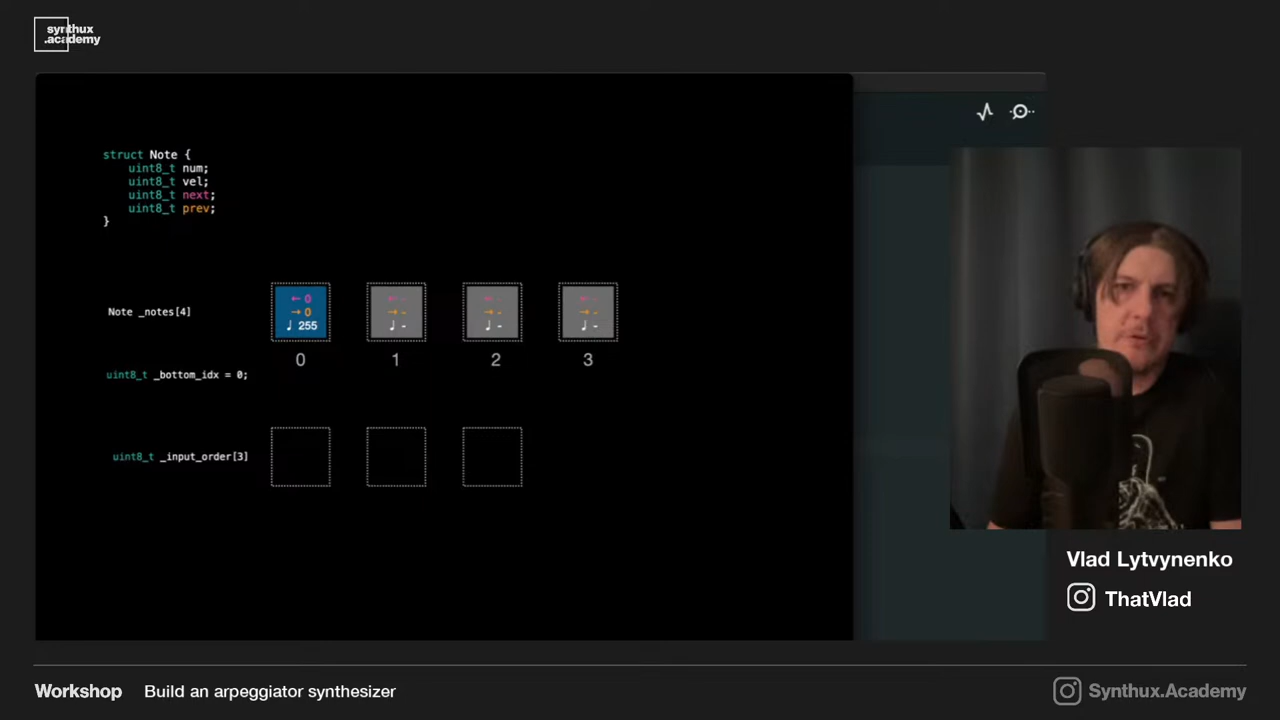 synthux
.academy
struct Note {
uint8_t num;
uint8_t vel;
uint8_t next;
uint8_t prev;
}
Note _notes[4]
← 0
→ 0
♩ 255
← -
→ -
♩ -
← -
→ -
♩ -
← -
→ -
♩ -
0 1 2 3
uint8_t _bottom_idx = 0;
uint8_t _input_order[3]
Vlad Lytvynenko
ThatVlad
Workshop Build an arpeggiator synthesizer
Synthux.Academy